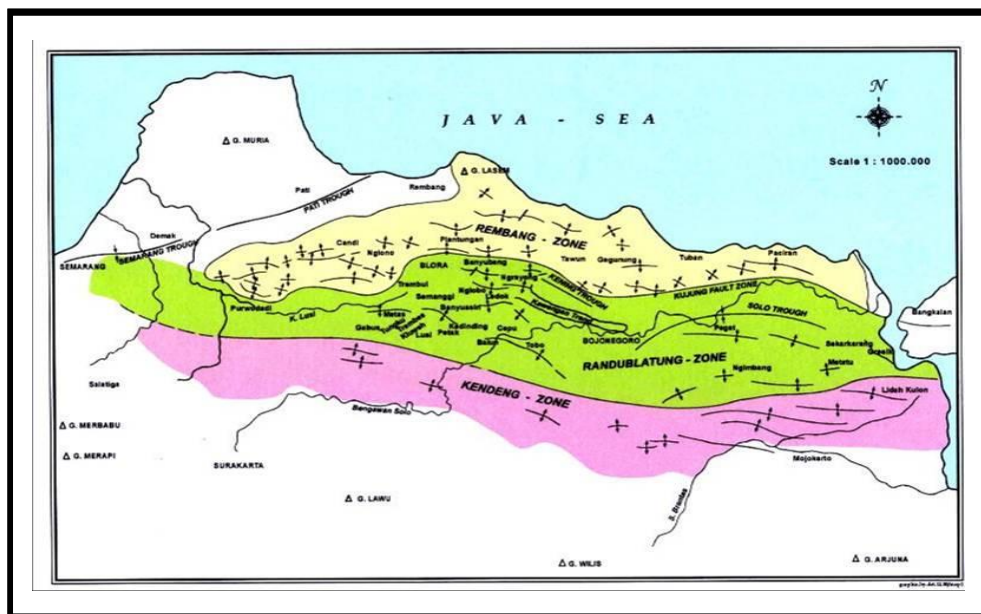 N
JAVA - SEA
Scale 1 : 1000.000
G. MURIA
G. LASEM
Pati
Rembang
PATI TROUGH
Demak
SEMARANG TROUGH
SEMARANG
REMBANG - ZONE
Candi
Nglono
Plantungan
Tawun
Gegunung
Tuban
Paciran
BLORA
Banyubang
Ngrayong
KENING TROUGH
KUJUNG FAULT ZONE
Bangkalan
Trembul
Semanggi
Nglobo
Ledok
Banyuasin
Purwodadi
K. Lusi
Metas
Gabus
Lusi
Kedinding
Petak
Cepu
Balun
Tobo
BOJONEGORO
SOLO TROUGH
Pegat
Sekarkarang
Gresik
RANDUBLATUNG - ZONE
Ngimbang
Metatu
KENDENG - ZONE
Lidah Kulon
Salatiga
Bengawan Solo
G. MERBABU
G. MERAPI
SURAKARTA
Mojokerto
G. LAWU
S. Brantas
G. WILIS
G. ARJUNA